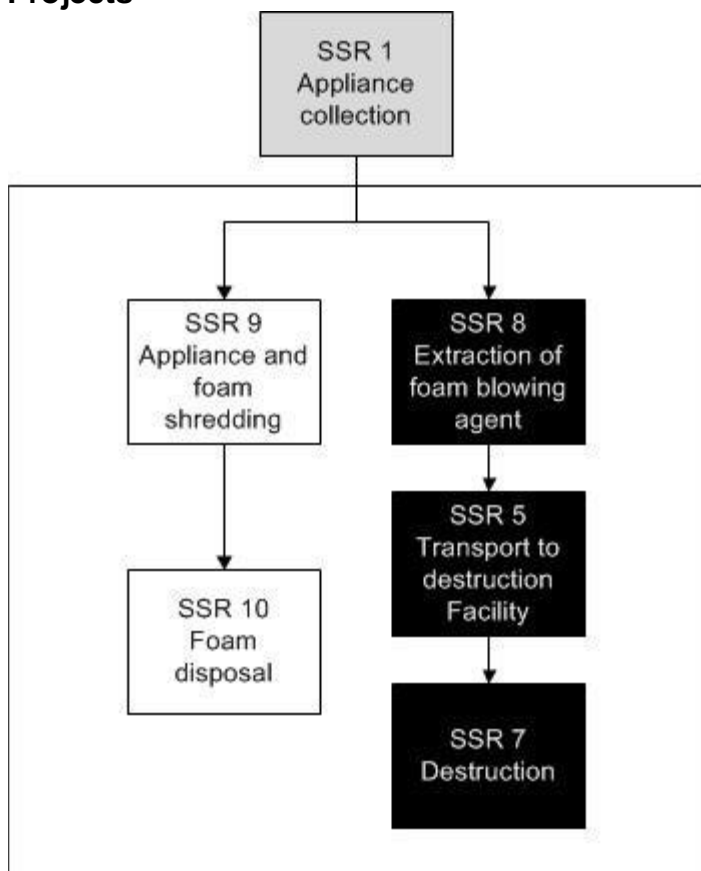 Projects
SSR 1
Appliance
collection
SSR 9
Appliance and
foam
shredding
SSR 8
Extraction of
foam blowing
agent
SSR 5
Transport to
destruction
Facility
SSR 10
Foam
disposal
SSR 7
Destruction